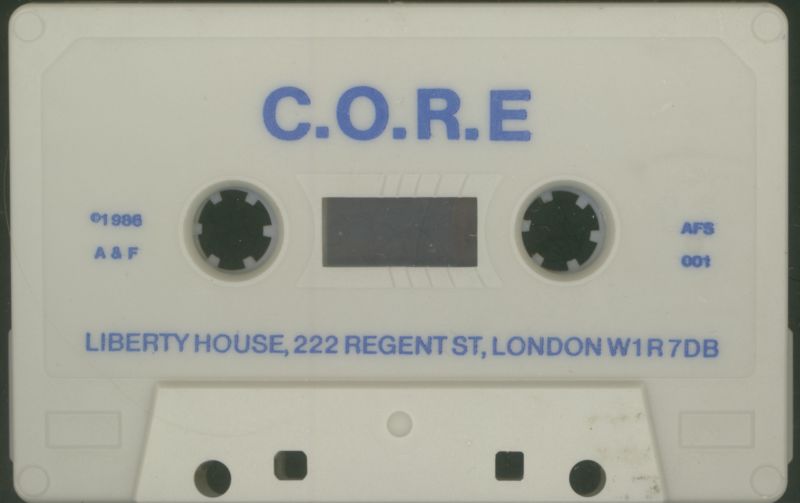 C.O.R.E
©1986
A & F
AFS
001
LIBERTY HOUSE, 222 REGENT ST, LONDON W1R 7DB